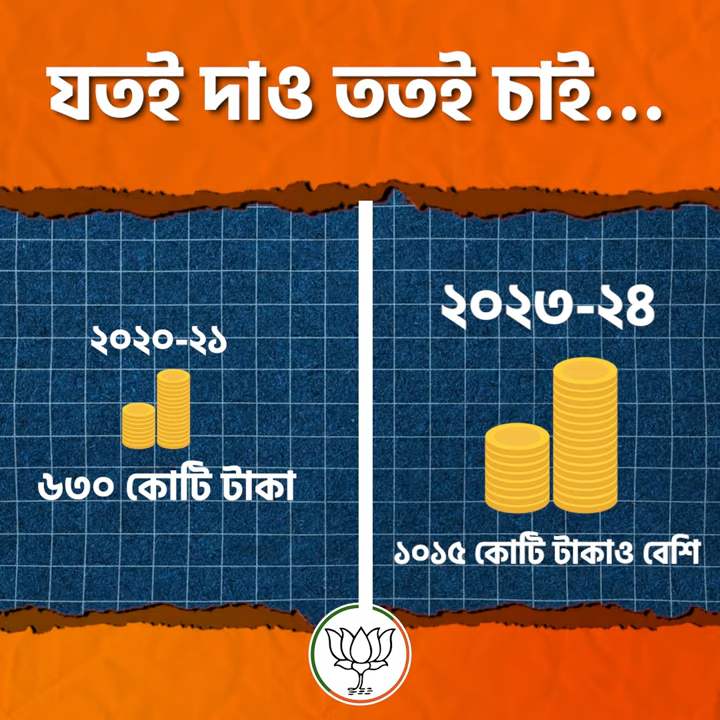 যতই দাও ততই চাই...
২০২০-২১
৬৩০ কোটি টাকা
২০২৩-২৪
১০১৫ কোটি টাকাও বেশি